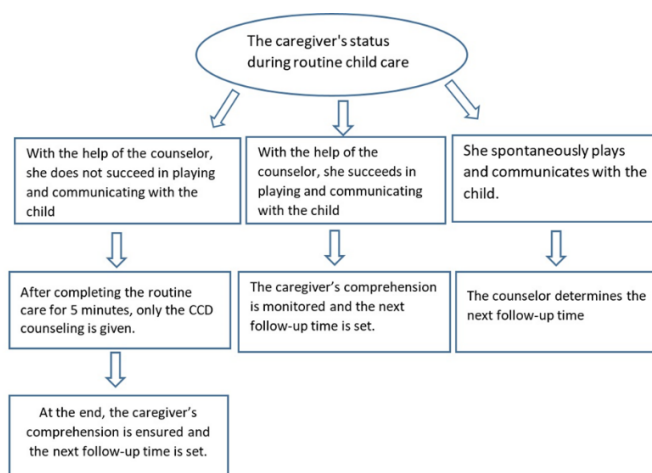 The caregiver's status
during routine child care
With the help of the counselor,
she does not succeed in playing
and communicating with the
child
With the help of the
counselor, she succeeds in
playing and communicating
with the child
She spontaneously plays
and communicates with the
child.
After completing the routine
care for 5 minutes, only the CCD
counseling is given.
The caregiver’s comprehension
is monitored and the next
follow-up time is set.
The counselor determines the
next follow-up time
At the end, the caregiver’s
comprehension is ensured and
the next follow-up time is set.